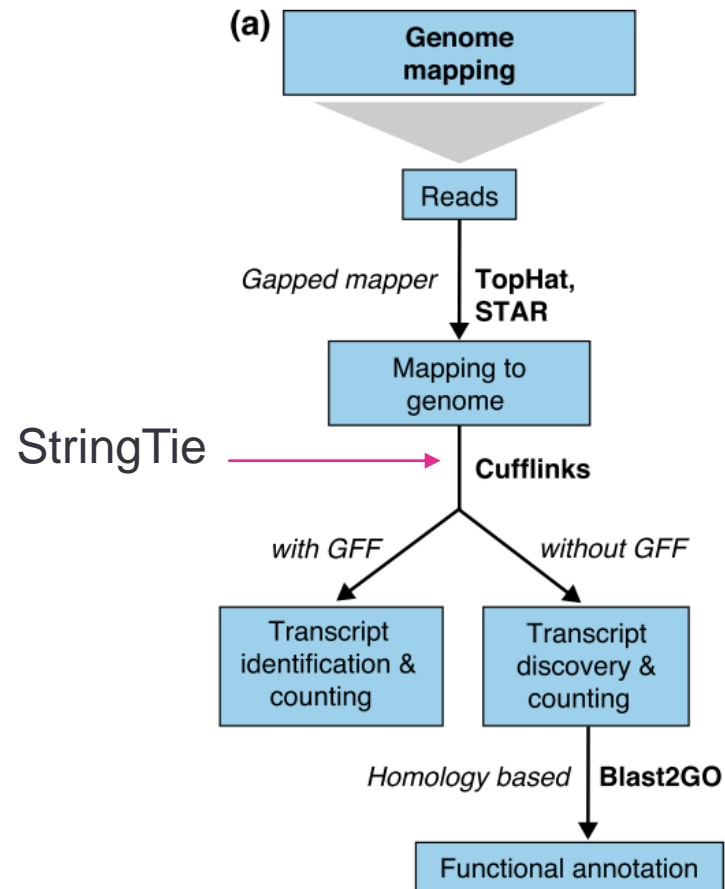 (a)
Genome
mapping
Reads
Gapped mapper
TopHat,
STAR
Mapping to
genome
StringTie
Cufflinks
with GFF
without GFF
Transcript
identification &
counting
Transcript
discovery &
counting
Homology based
Blast2GO
Functional annotation